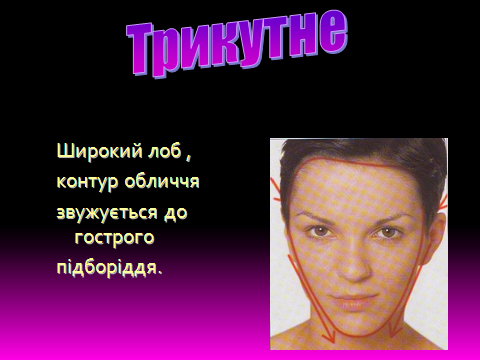 Трикутне
Широкий лоб ,
контур обличчя
звужується до
гострого
підборіддя.